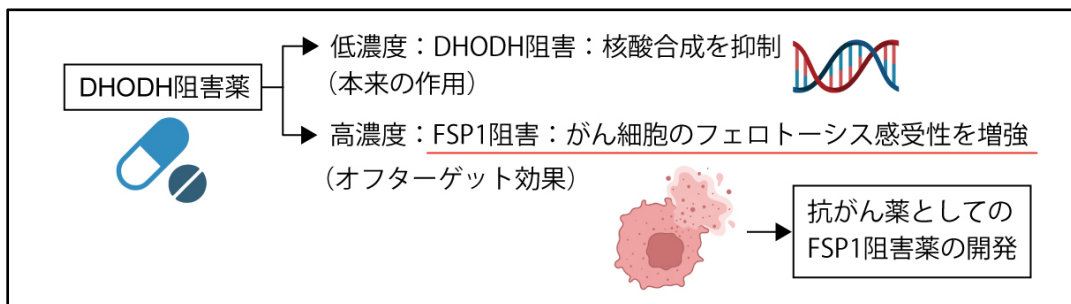 DHODH阻害薬
低濃度：DHODH阻害：核酸合成を抑制
（本来の作用）
高濃度：FSP1阻害：がん細胞のフェロトーシス感受性を増強
（オフターゲット効果）
抗がん薬としての
FSP1阻害薬の開発